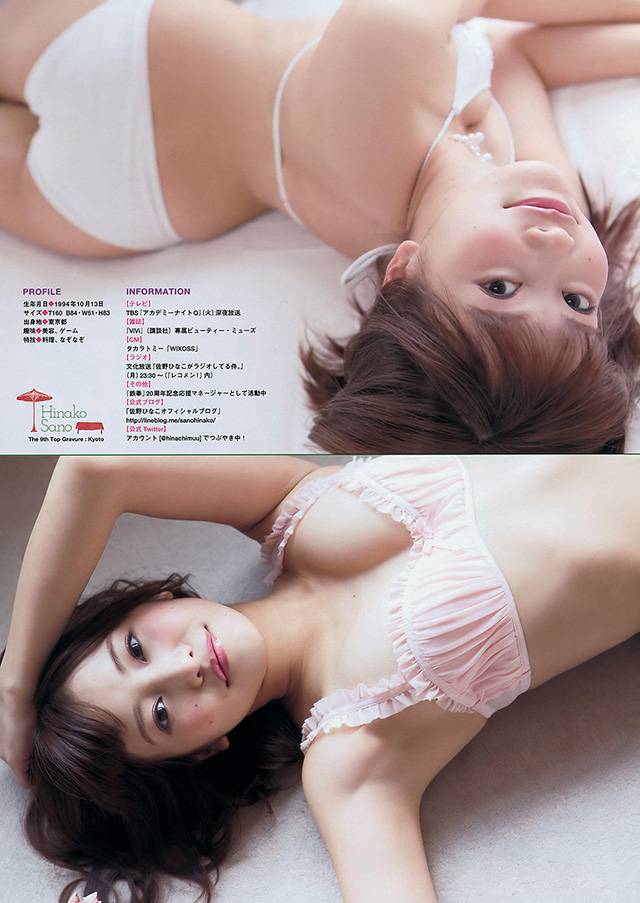 PROFILE
生年月日◆1994年10月13日
サイズ◆T160 B84・W51・H83
出身地◆東京都
趣味◆美容、ゲーム
特技◆料理、なぞなぞ
Hinako
Sano
The 9th Top Gravure : Kyoto
INFORMATION
【テレビ】
TBS「アカデミーナイトQ」(火)深夜放送
【雑誌】
「ViVi」(講談社)専属ビューティー・ミューズ
【CM】
タカラトミー「WIXOSS」
【ラジオ】
文化放送「佐野ひなこがラジオしてる件。」
(月)23:30〜(「レコメン!」内)
【その他】
「鉄拳」20周年記念応援マネージャーとして活動中
【公式ブログ】
「佐野ひなこオフィシャルブログ」
http://lineblog.me/sanohinako/
【公式Twitter】
アカウント[@hinachimuu]でつぶやき中!